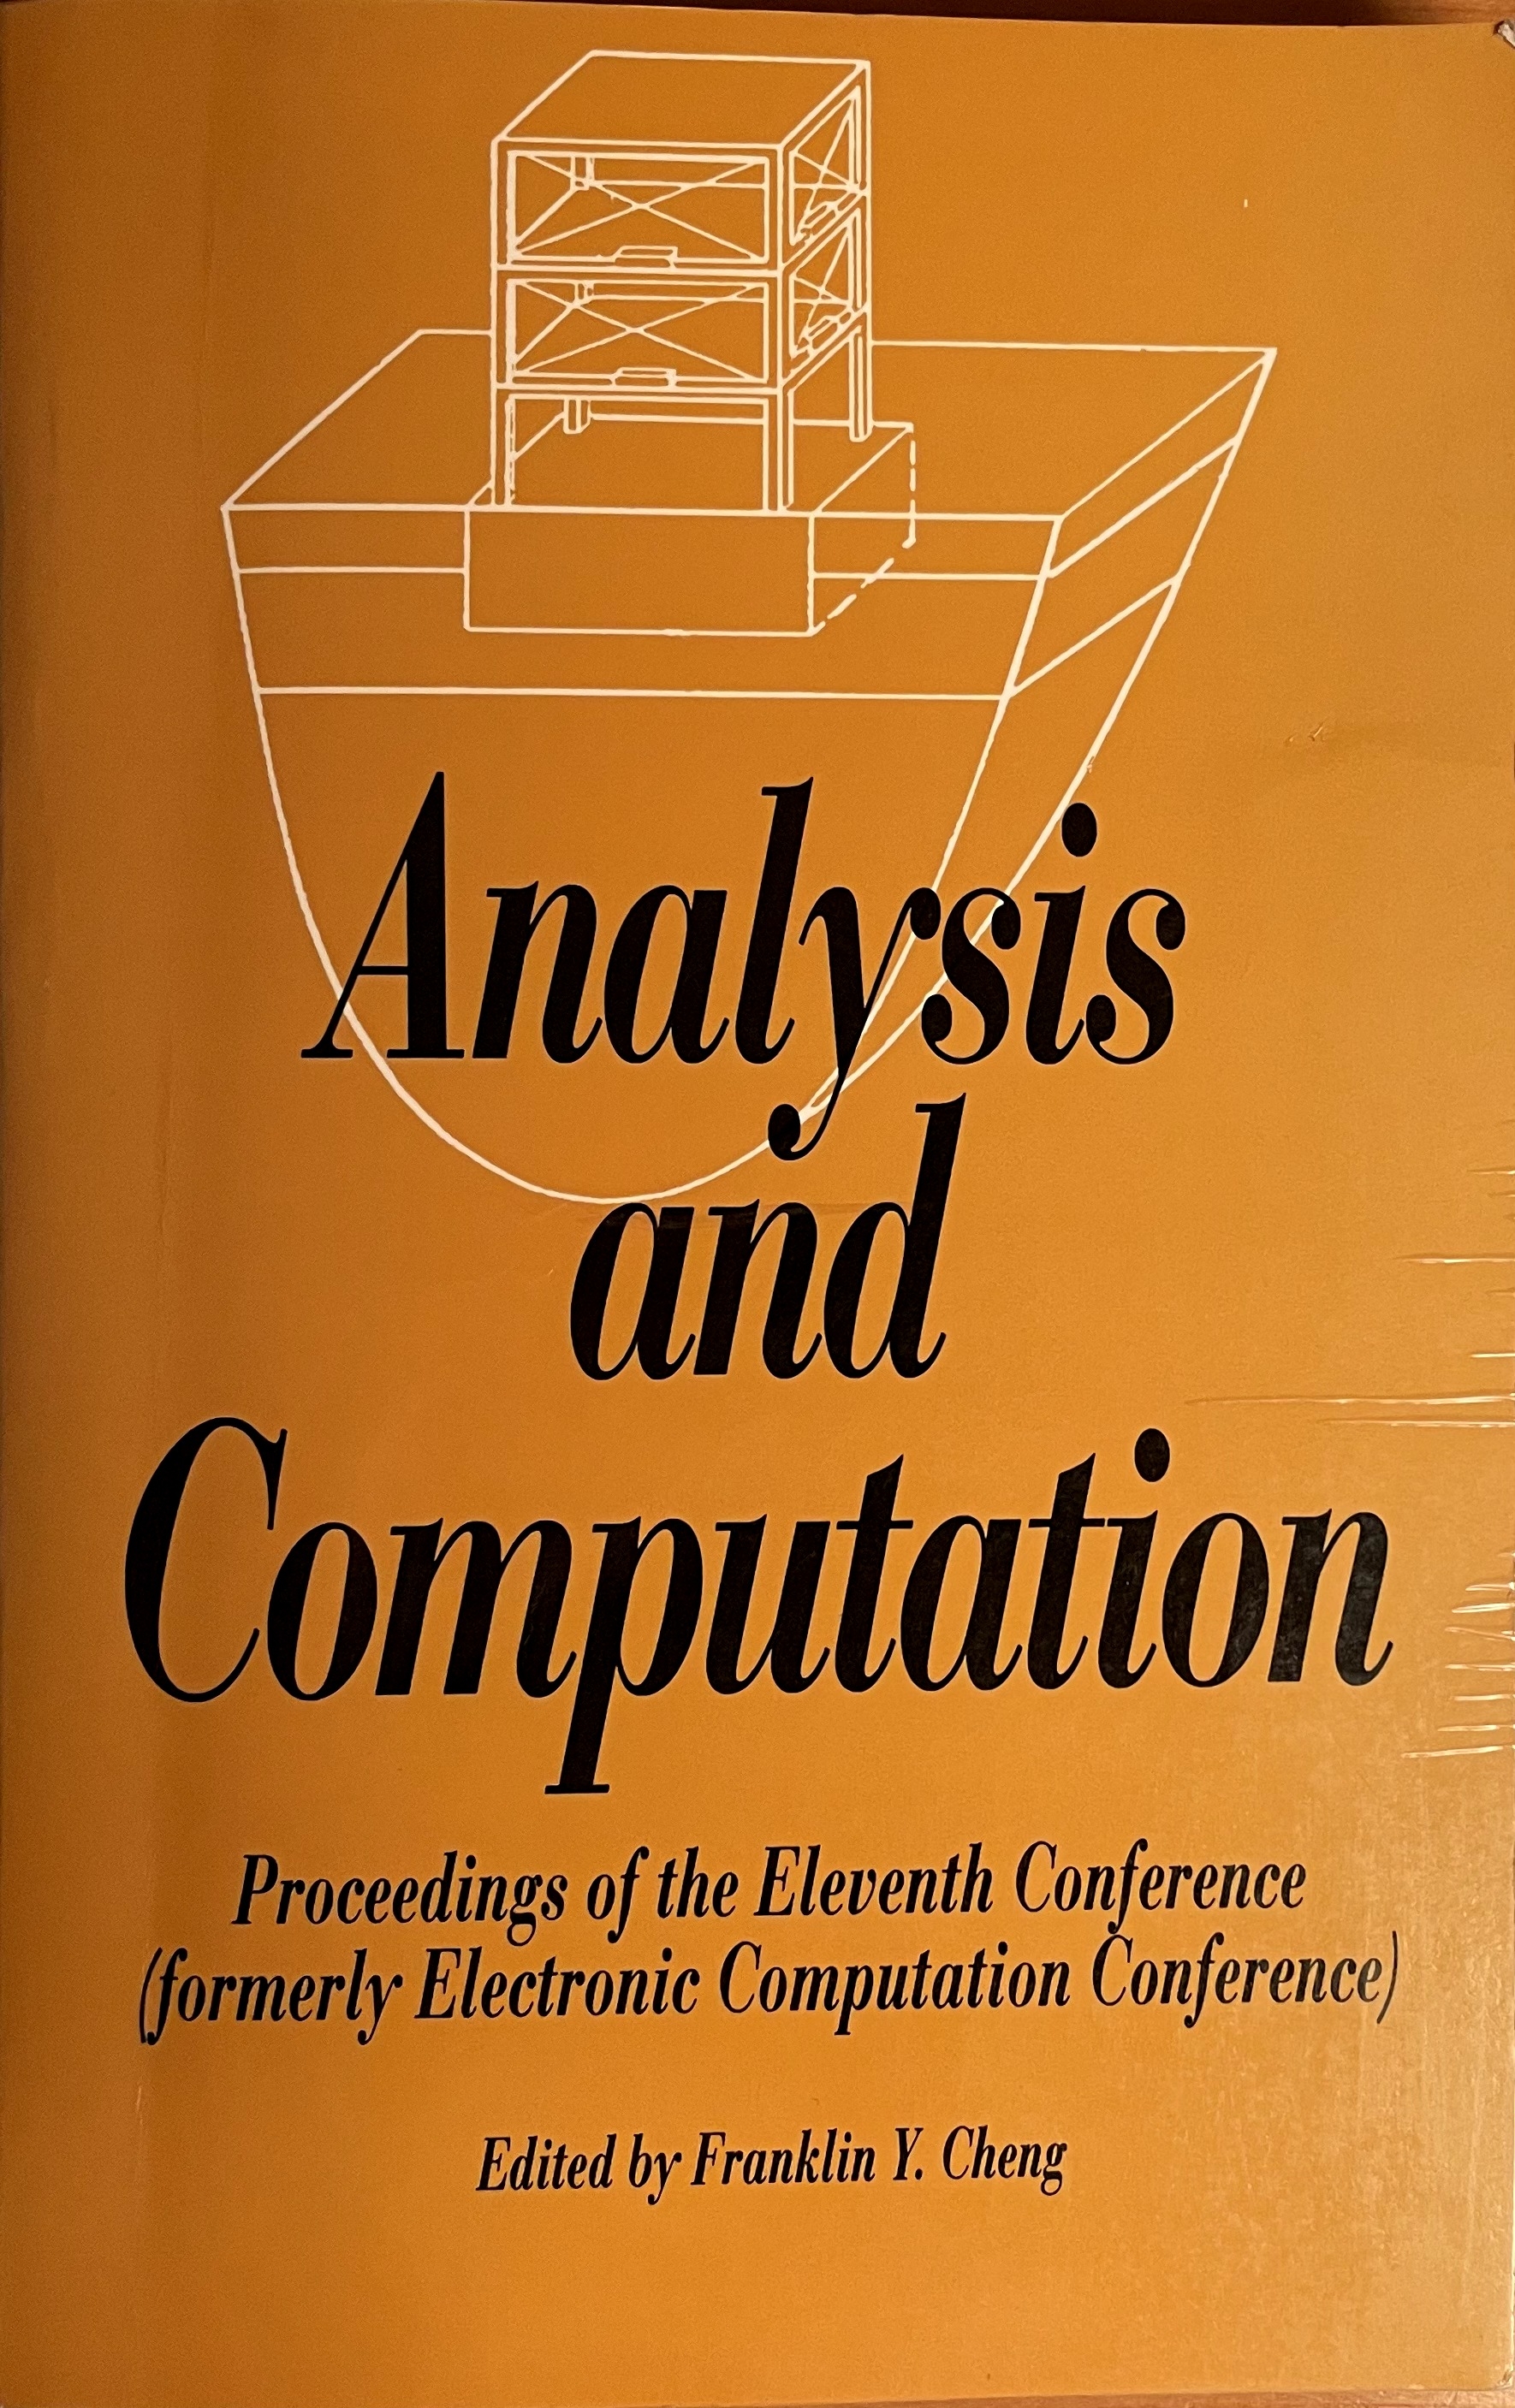 Analysis
and
Computation
Proceedings of the Eleventh Conference
(formerly Electronic Computation Conference)
Edited by Franklin Y. Cheng